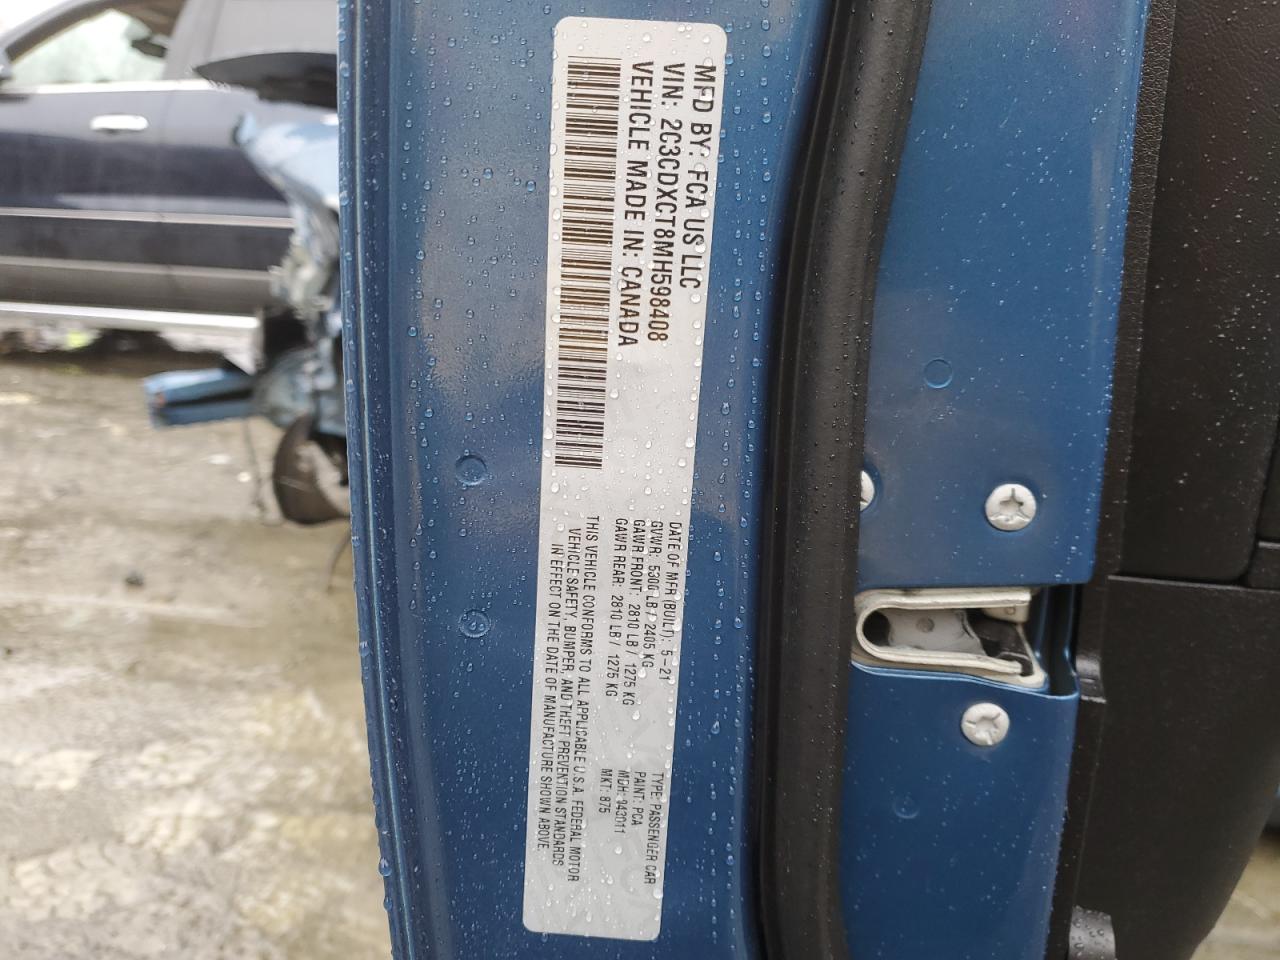 MFD BY: FCA US LLC
VIN: 2C3CDXCT8MH598408
VEHICLE MADE IN: CANADA
DATE OF MFR (BUILT): 5-21
GVWR: 5300 LB / 2405 KG
GAWR FRONT: 2810 LB / 1275 KG
GAWR REAR: 2810 LB / 1275 KG
THIS VEHICLE CONFORMS TO ALL APPLICABLE U.S.A. FEDERAL MOTOR
VEHICLE SAFETY, BUMPER, AND THEFT PREVENTION STANDARDS
IN EFFECT ON THE DATE OF MANUFACTURE SHOWN ABOVE.
TYPE: PASSENGER CAR
PAINT: PCA
MDH:
MKT: 875